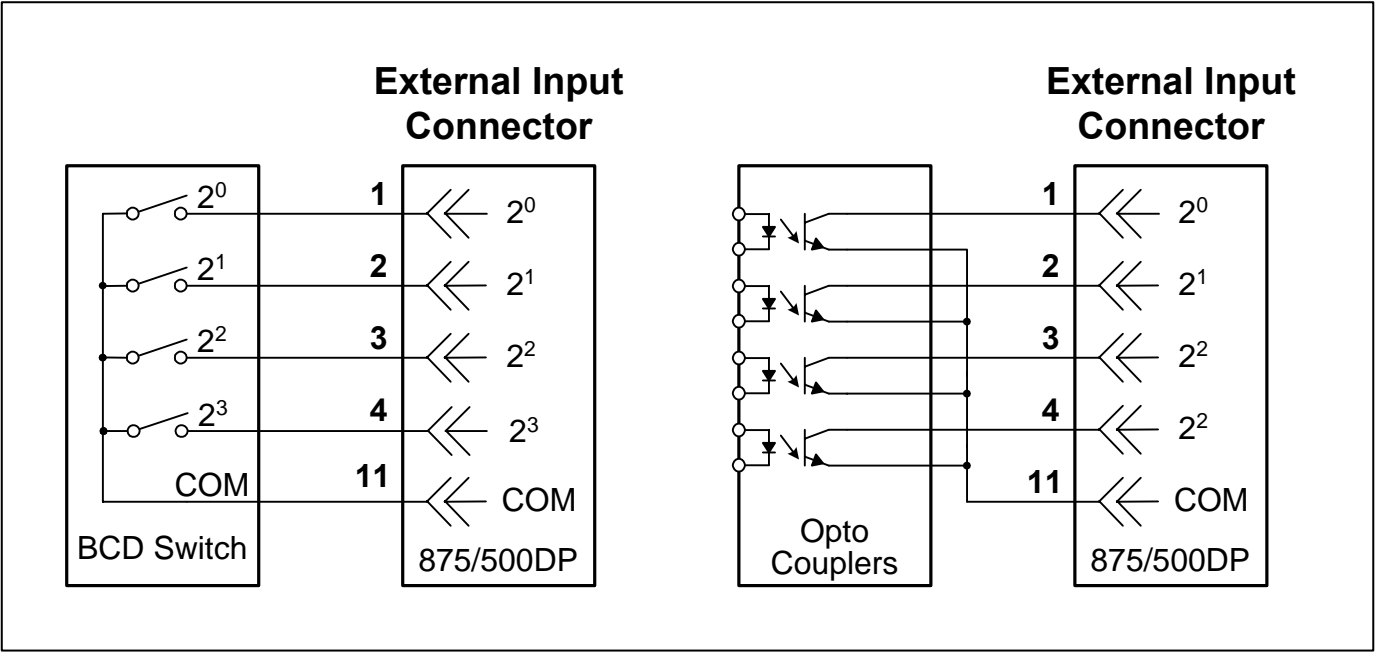 External Input
Connector
2⁰
1
2⁰
2¹
2
2¹
2²
3
2²
2³
4
2³
COM
11
COM
BCD Switch
875/500DP
External Input
Connector
1
2⁰
2
2¹
3
2²
4
2²
11
COM
Opto
Couplers
875/500DP